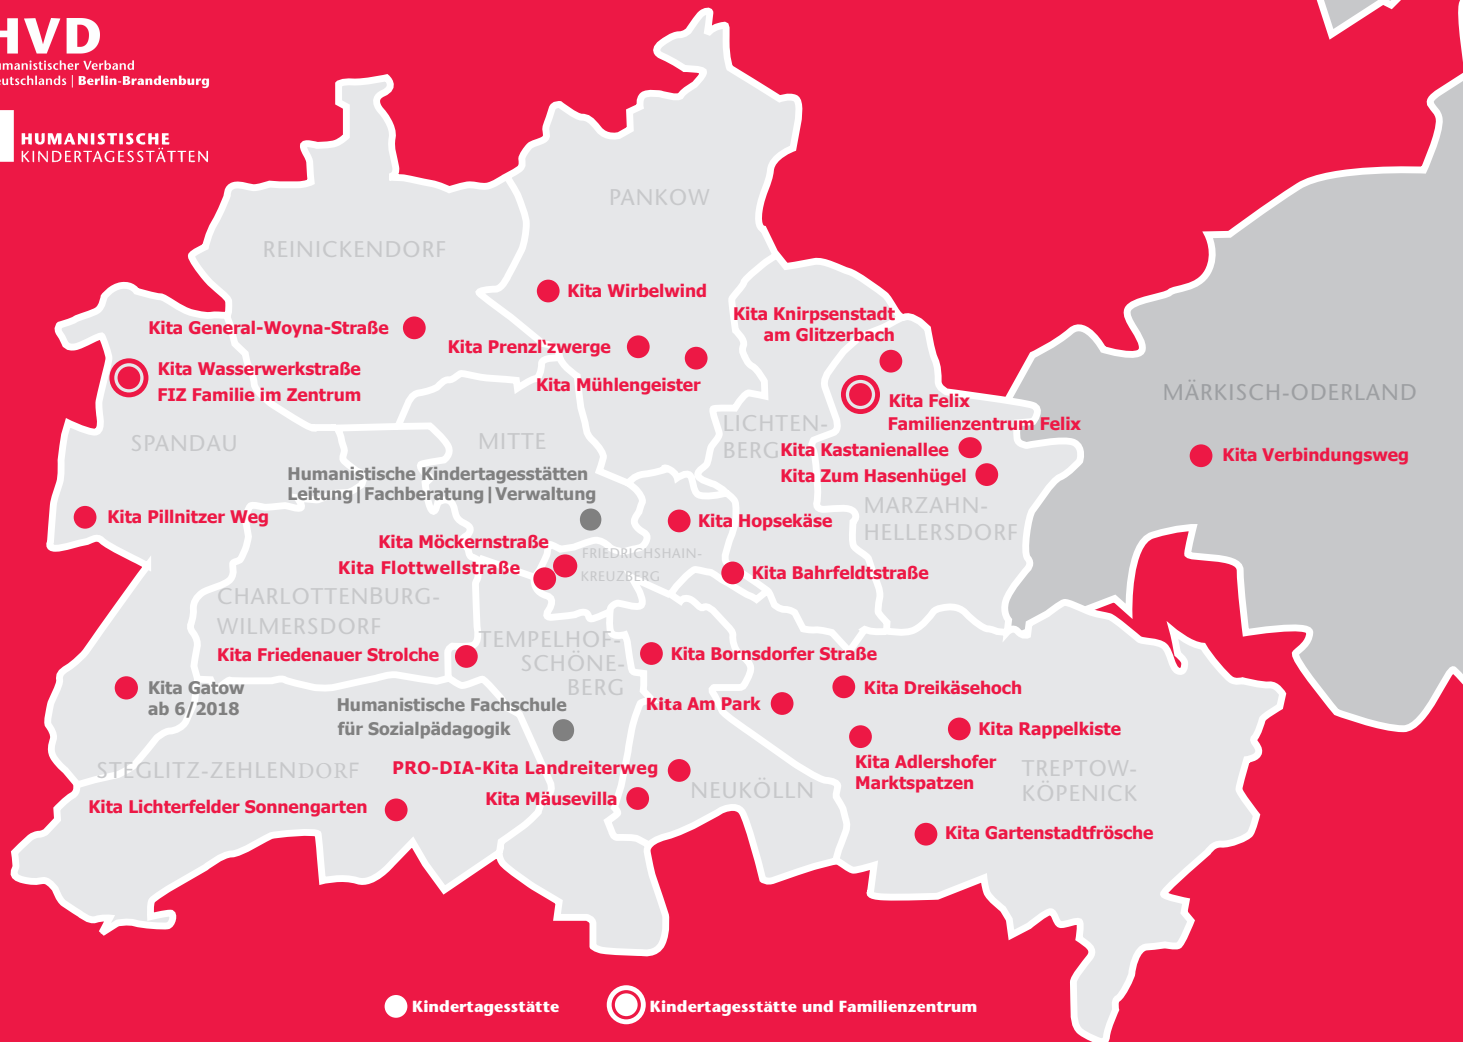 HVD
umanistischer Verband
eutschlands | Berlin-Brandenburg
HUMANISTISCHE
KINDERTAGESSTÄTTEN
PANKOW
REINICKENDORF
Kita Wirbelwind
Kita Knirpsenstadt
am Glitzerbach
Kita General-Woyna-Straße
Kita Prenzl'zwerge
Kita Wasserwerkstraße
FIZ Familie im Zentrum
Kita Mühlengeister
Kita Felix
Familienzentrum Felix
MÄRKISCH-ODERLAND
SPANDAU
MITTE
LICHTEN-
BERG
Kita Kastanienallee
Kita Verbindungsweg
Kita Zum Hasenhügel
Humanistische Kindertagesstätten
Leitung|Fachberatung|Verwaltung
MARZAHN-
HELLERSDORF
Kita Pillnitzer Weg
Kita Hopsekäse
Kita Möckernstraße
Kita Flottwellstraße
FRIEDRICHSHAIN-
KREUZBERG
Kita Bahrfeldtstraße
CHARLOTTENBURG-
WILMERSDORF
TEMPELHOF-
SCHÖNE-
BERG
Kita Friedenauer Strolche
Kita Bornsdorfer Straße
Kita Gatow
ab 6/2018
Kita Dreikäsehoch
Humanistische Fachschule
für Sozialpädagogik
Kita Am Park
Kita Rappelkiste
Kita Adlershofer
Marktspatzen
STEGLITZ-ZEHLENDORF
PRO-DIA-Kita Landreiterweg
TREPTOW-
KÖPENICK
NEUKÖLLN
Kita Mäusevilla
Kita Lichterfelder Sonnengarten
Kita Gartenstadtfrösche
Kindertagesstätte
Kindertagesstätte und Familienzentrum